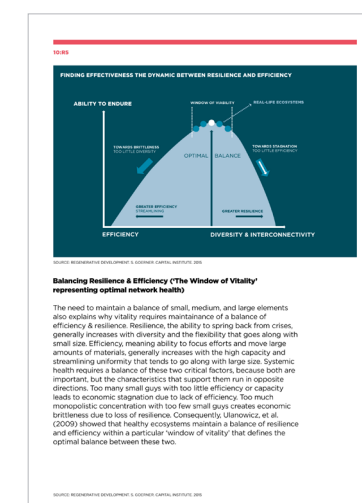 10:RS
FINDING EFFECTIVENESS THE DYNAMIC BETWEEN RESILIENCE AND EFFICIENCY
ABILITY TO ENDURE
WINDOW OF VIABILITY
REAL-LIFE ECOSYSTEMS
TOWARDS BRITTLENESS
TOO LITTLE DIVERSITY
TOWARDS STAGNATION
TOO LITTLE EFFICIENCY
OPTIMAL BALANCE
GREATER EFFICIENCY
STREAMLINING
GREATER RESILIENCE
EFFICIENCY
DIVERSITY & INTERCONNECTIVITY
SOURCE: REGENERATIVE DEVELOPMENT: S. GOERNER: CAPITAL INSTITUTE. 2015
Balancing Resilience & Efficiency ('The Window of Vitality'
representing optimal network health)
The need to maintain a balance of small, medium, and large elements
also explains why vitality requires maintainance of a balance of
efficiency & resilience. Resilience, the ability to spring back from crises,
generally increases with diversity and the flexibility that goes along with
small size. Efficiency, meaning ability to focus efforts and move large
amounts of materials, generally increases with the high capacity and
streamlining uniformity that tends to go along with large size. Systemic
health requires a balance of these two critical factors, because both are
important, but the characteristics that support them run in opposite
directions. Too many small guys with too little efficiency or capacity
leads to economic stagnation due to lack of efficiency. Too much
monopolistic concentration with too few small guys creates economic
brittleness due to loss of resilience. Consequently, Ulanowicz, et al.
(2009) showed that healthy ecosystems maintain a balance of resilience
and efficiency within a particular 'window of vitality' that defines the
optimal balance between these two.
SOURCE: REGENERATIVE DEVELOPMENT: S. GOERNER: CAPITAL INSTITUTE. 2015